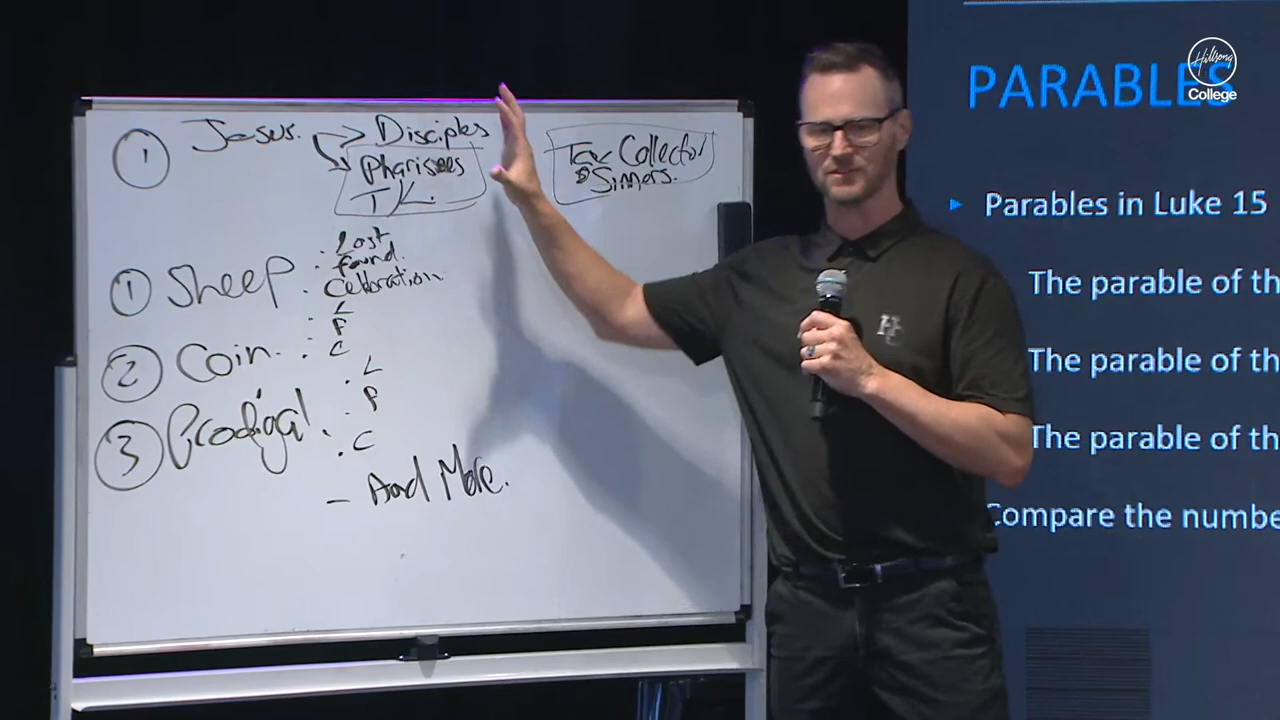 ① Jesus. → Disciples
Pharisees
T/L.
Tax Collector
& Sinners.
① Sheep . Lost
. Found.
. Celebration
② Coin . L
. F
. C
③ Prodigal . L
. F
. C
– And More.
PARABLES
Hillsong
College
Parables in Luke 15
The parable of th
The parable of th
The parable of th
Compare the numbe